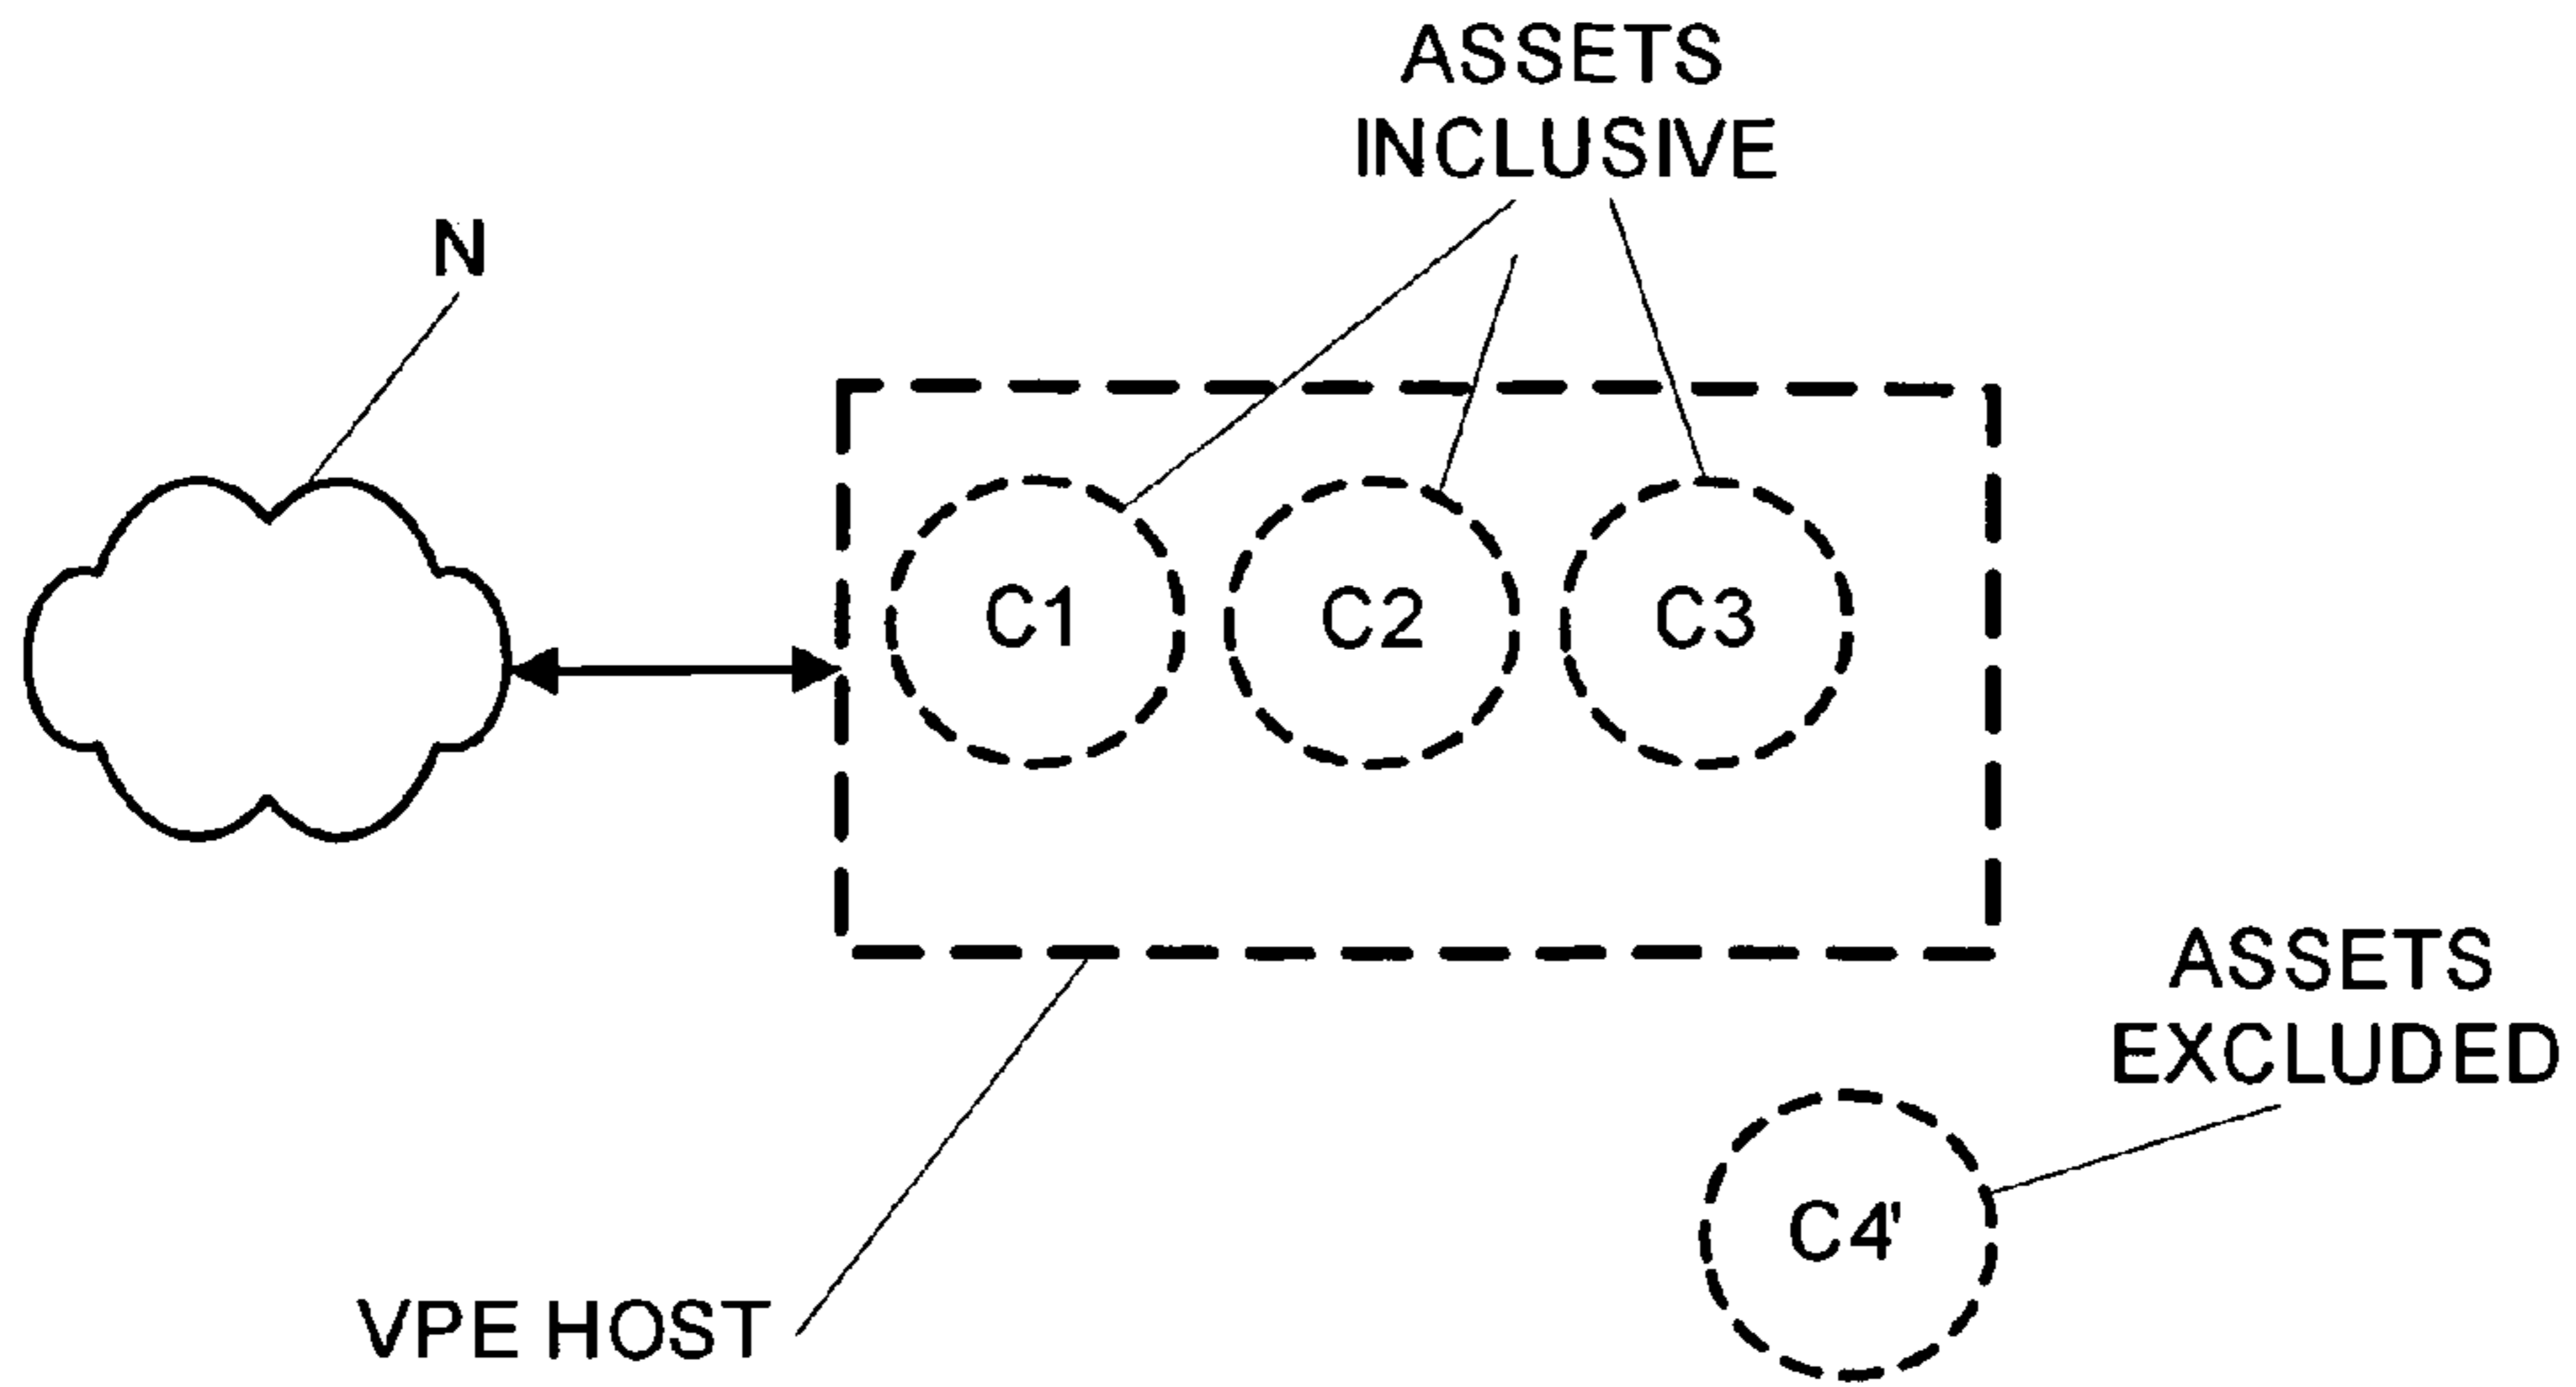 ASSETS
INCLUSIVE
N
C1
C2
C3
ASSETS
EXCLUDED
C4'
VPE HOST